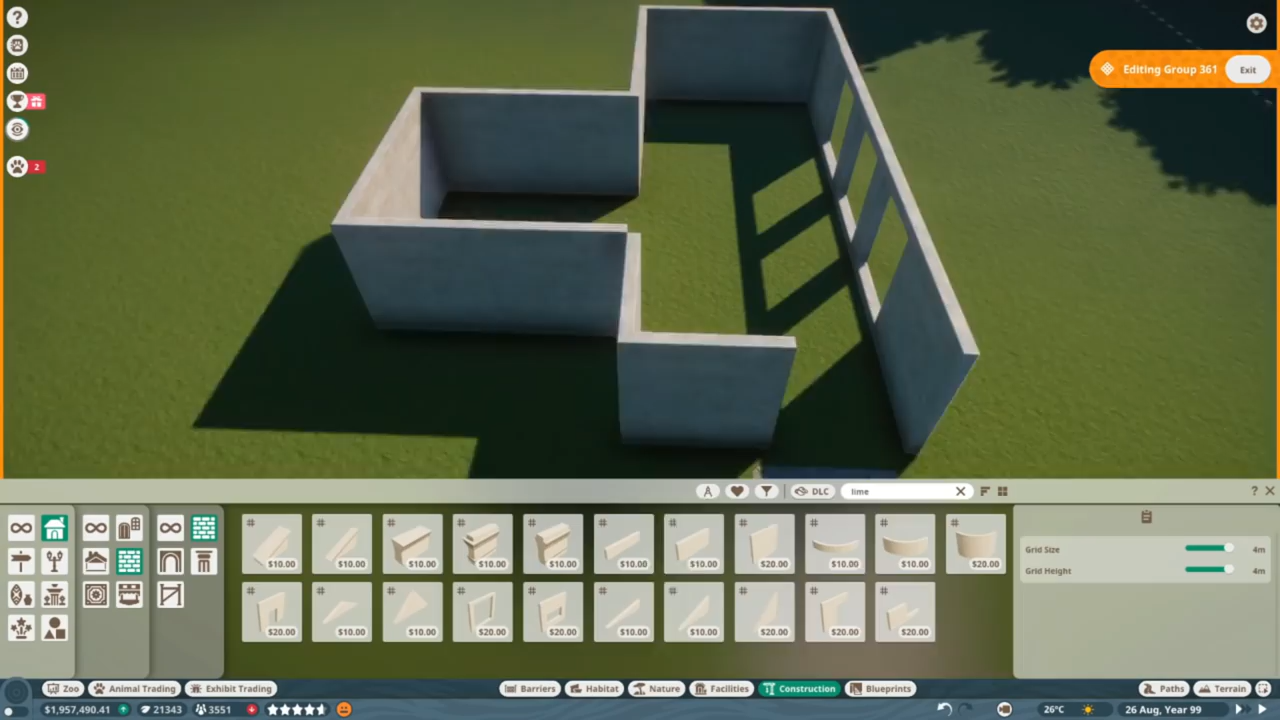 ?
Editing Group 361 Exit
2
DLC lime ? X
# # # # # # # # # # #
$10.00 $10.00 $10.00 $10.00 $10.00 $10.00 $10.00 $20.00 $10.00 $10.00 $20.00
# # # # # # # # # #
$20.00 $10.00 $10.00 $20.00 $20.00 $10.00 $10.00 $20.00 $20.00 $20.00
Grid Size 4m
Grid Height 4m
Zoo Animal Trading Exhibit Trading Barriers Habitat Nature Facilities Construction Blueprints Paths Terrain
$1,957,490.41 21343 3551 26°C 26 Aug, Year 99